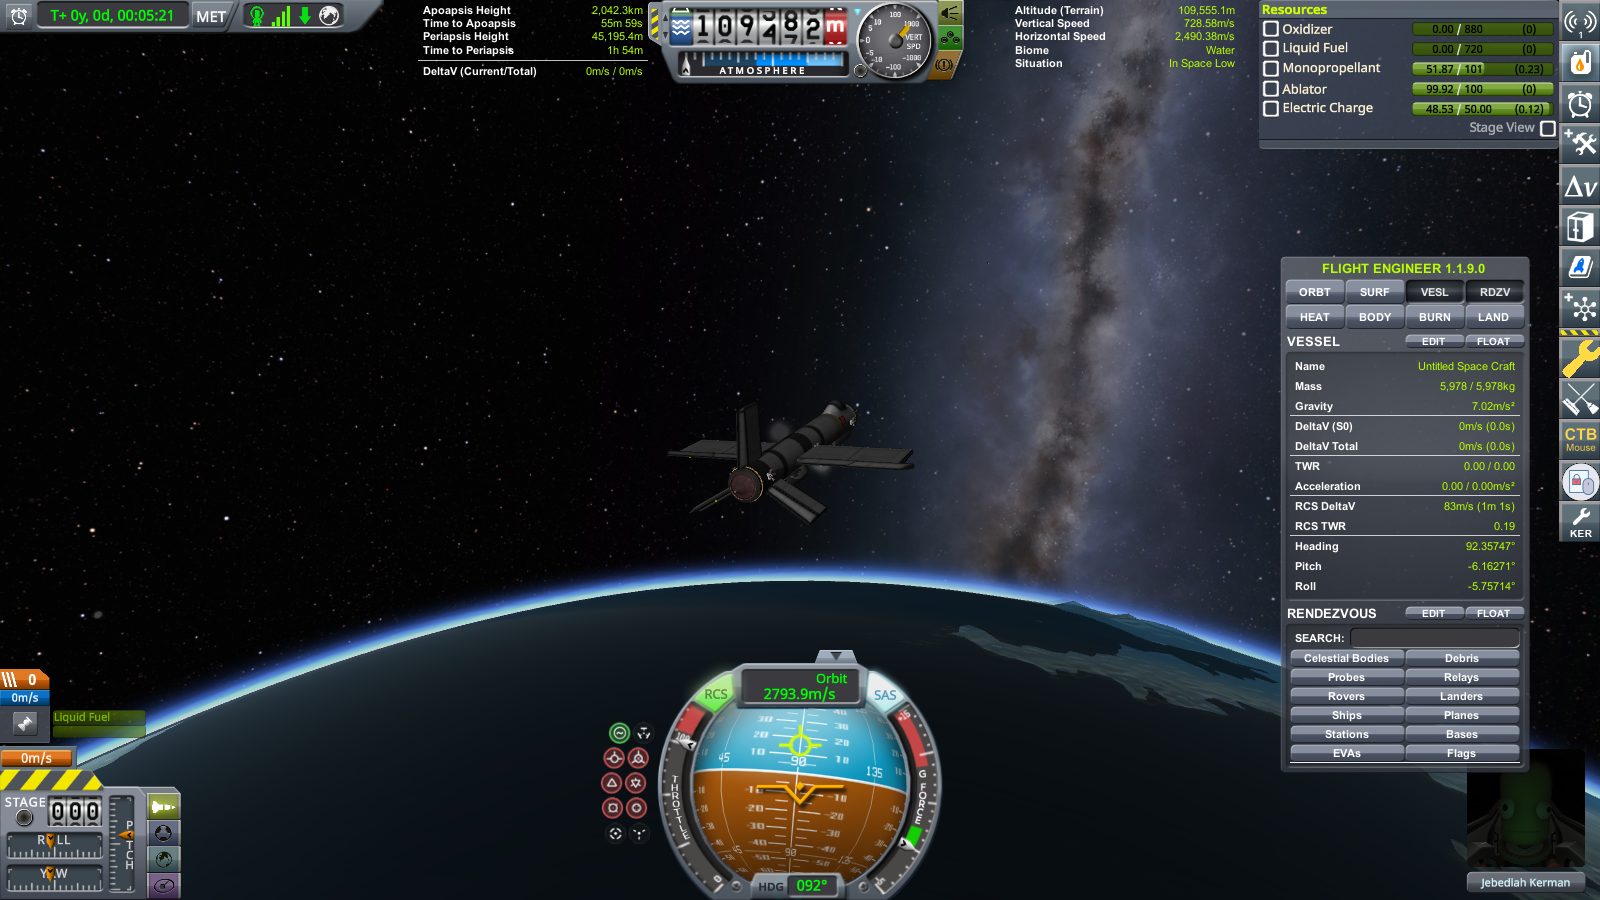 T+ 0y, 0d, 00:05:21
MET
Apoapsis Height 2,042.3km
Time to Apoapsis 55m 59s
Periapsis Height 45,195.4m
Time to Periapsis 1h 54m
DeltaV (Current/Total) 0m/s / 0m/s
109482 m
ATMOSPHERE
VERT
SPD
Altitude (Terrain) 109,555.1m
Vertical Speed 728.58m/s
Horizontal Speed 2,490.38m/s
Biome Water
Situation In Space Low
Resources
Oxidizer 0.00 / 880 (0)
Liquid Fuel 0.00 / 720 (0)
Monopropellant 51.87 / 101 (0.23)
Ablator 99.92 / 100 (0)
Electric Charge 48.53 / 50.00 (0.12)
Stage View
Δv
CTB
Mouse
KER
FLIGHT ENGINEER 1.1.9.0
ORBT SURF VESL RDZV
HEAT BODY BURN LAND
VESSEL EDIT FLOAT
Name Untitled Space Craft
Mass 5,978 / 5,978kg
Gravity 7.02m/s²
DeltaV (S0) 0m/s (0.0s)
DeltaV Total 0m/s (0.0s)
TWR 0.00 / 0.00
Acceleration 0.00 / 0.00m/s²
RCS DeltaV 83m/s (1m 1s)
RCS TWR 0.19
Heading 92.35747°
Pitch -6.16271°
Roll -5.75714°
RENDEZVOUS EDIT FLOAT
SEARCH:
Celestial Bodies Debris
Probes Relays
Rovers Landers
Ships Planes
Stations Bases
EVAs Flags
Jebediah Kerman
0
0m/s
Liquid Fuel
0m/s
STAGE 000
ROLL
YAW
PITCH
RCS
Orbit
2793.9m/s
SAS
THROTTLE
G FORCE
HDG 092°